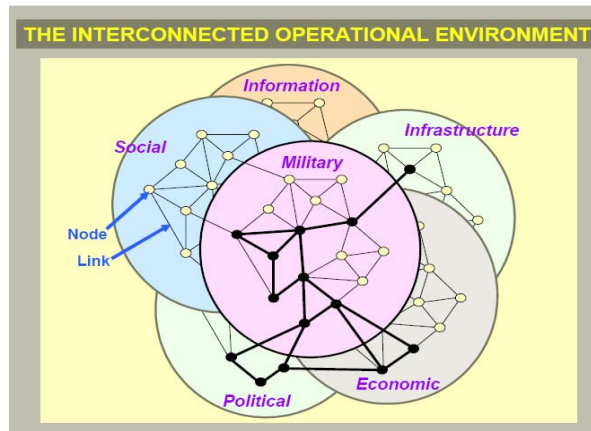 THE INTERCONNECTED OPERATIONAL ENVIRONMENT
Information
Social
Infrastructure
Military
Node
Link
Political
Economic